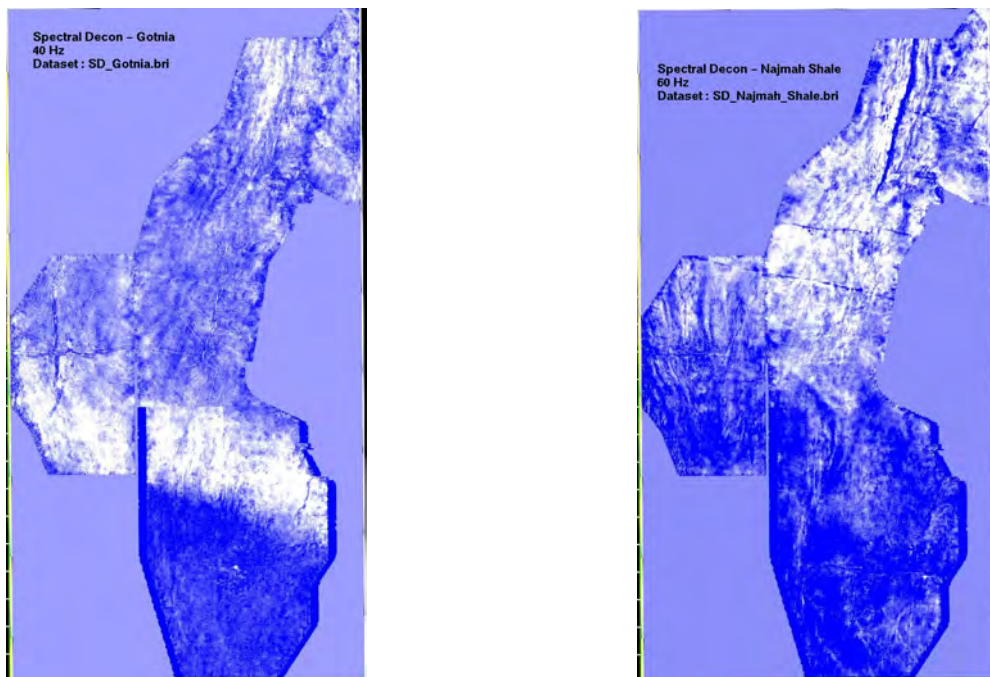 Spectral Decon – Gotnia
40 Hz
Dataset : SD_Gotnia.bri
Spectral Decon – Najmah Shale
60 Hz
Dataset : SD_Najmah_Shale.bri